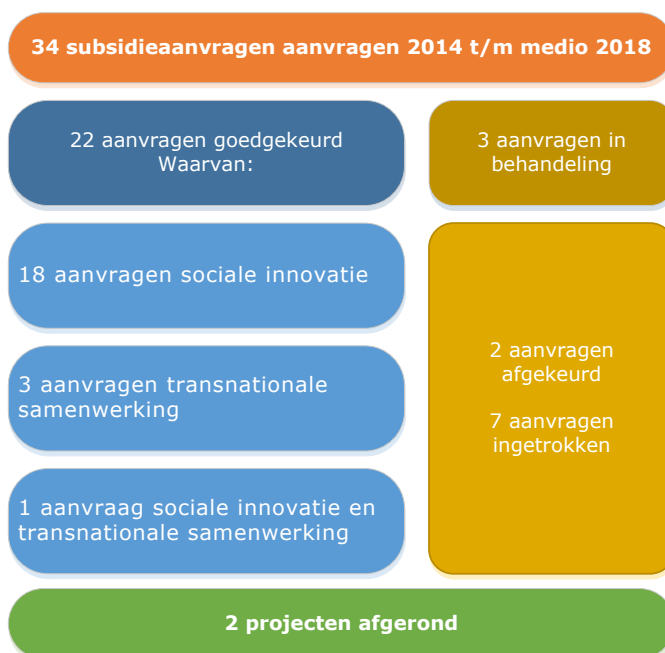 34 subsidieaanvragen aanvragen 2014 t/m medio 2018
22 aanvragen goedgekeurd
Waarvan:
3 aanvragen in
behandeling
18 aanvragen sociale innovatie
3 aanvragen transnationale
samenwerking
1 aanvraag sociale innovatie en
transnationale samenwerking
2 aanvragen
afgekeurd
7 aanvragen
ingetrokken
2 projecten afgerond